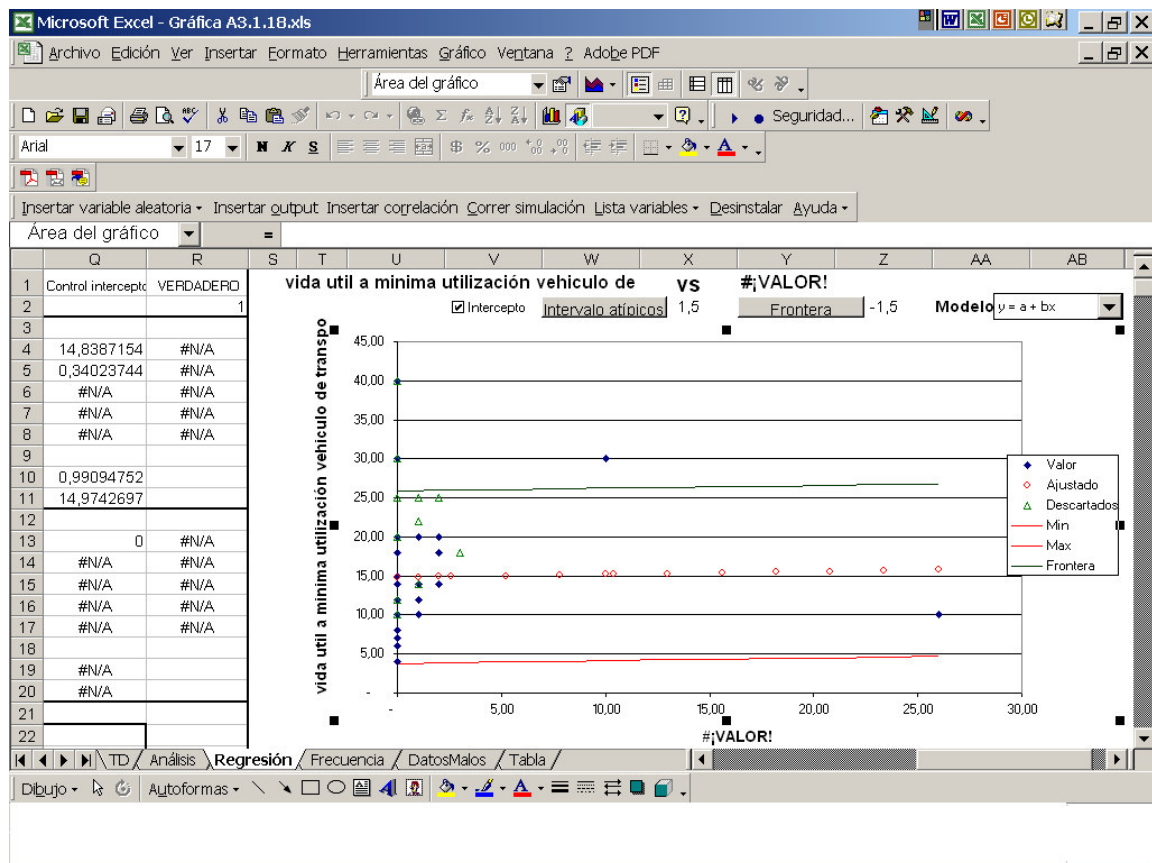 Microsoft Excel - Gráfica A3.1.18.xls
Archivo Edición Ver Insertar Formato Herramientas Gráfico Ventana ? Adobe PDF
Área del gráfico
Seguridad...
Arial 17 N K S $ % 000
Insertar variable aleatoria Insertar output Insertar correlación Correr simulación Lista variables Desinstalar Ayuda
Área del gráfico =
Q R S T U V W X Y Z AA AB
1 Control intercepto VERDADERO vida util a minima utilización vehiculo de vs #¡VALOR!
2 1 Intercepto Intervalo atípicos 1,5 Frontera -1,5 Modelo y = a + bx
3
4 14,8387154 #N/A
5 0,34023744 #N/A
6 #N/A #N/A
7 #N/A #N/A
8 #N/A #N/A
9
10 0,99094752
11 14,9742697
12
13 0 #N/A
14 #N/A #N/A
15 #N/A #N/A
16 #N/A #N/A
17 #N/A #N/A
18
19 #N/A
20 #N/A
21
22
vida util a minima utilización vehiculo de transpo
45,00
40,00
35,00
30,00
25,00
20,00
15,00
10,00
5,00
-
- 5,00 10,00 15,00 20,00 25,00 30,00
#¡VALOR!
Valor
Ajustado
Descartados
Min
Max
Frontera
TD Análisis Regresión Frecuencia DatosMalos Tabla
Dibujo Autoformas